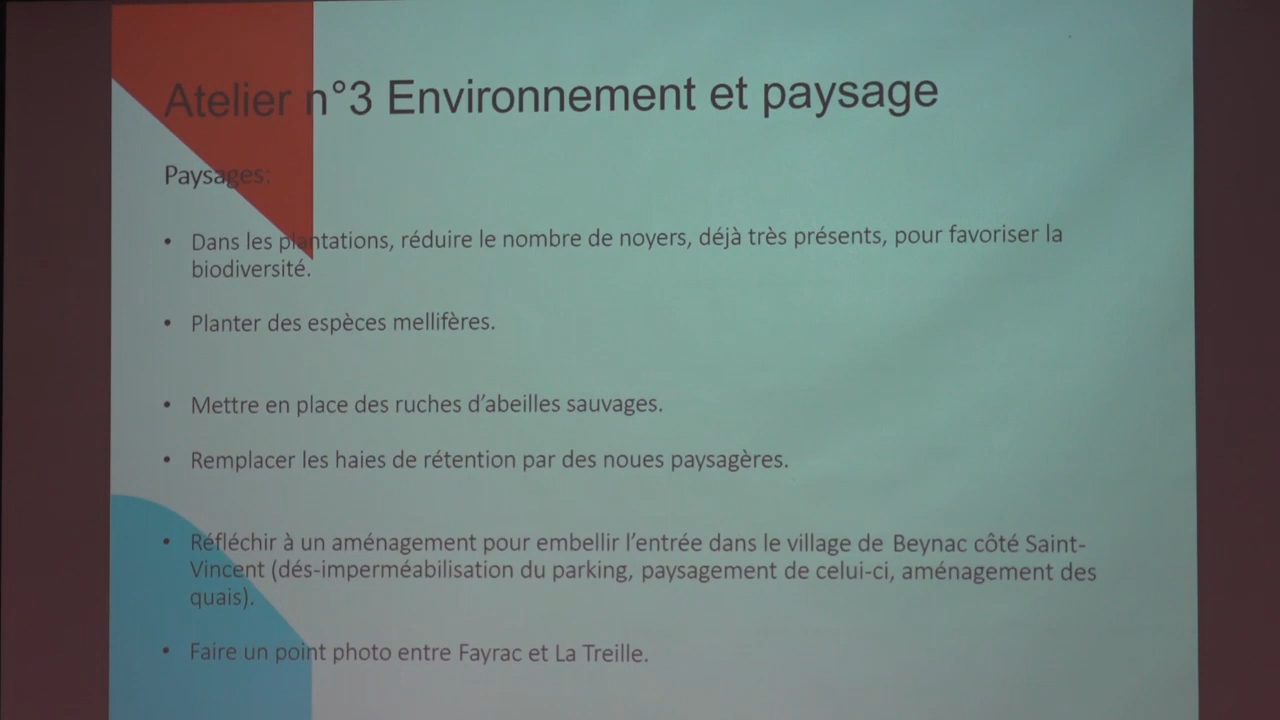 Atelier n°3 Environnement et paysage
Paysages:
• Dans les plantations, réduire le nombre de noyers, déjà très présents, pour favoriser la
biodiversité.
• Planter des espèces mellifères.
• Mettre en place des ruches d'abeilles sauvages.
• Remplacer les haies de rétention par des noues paysagères.
• Réfléchir à un aménagement pour embellir l'entrée dans le village de Beynac côté Saint-
Vincent (dés-imperméabilisation du parking, paysagement de celui-ci, aménagement des
quais).
• Faire un point photo entre Fayrac et La Treille.